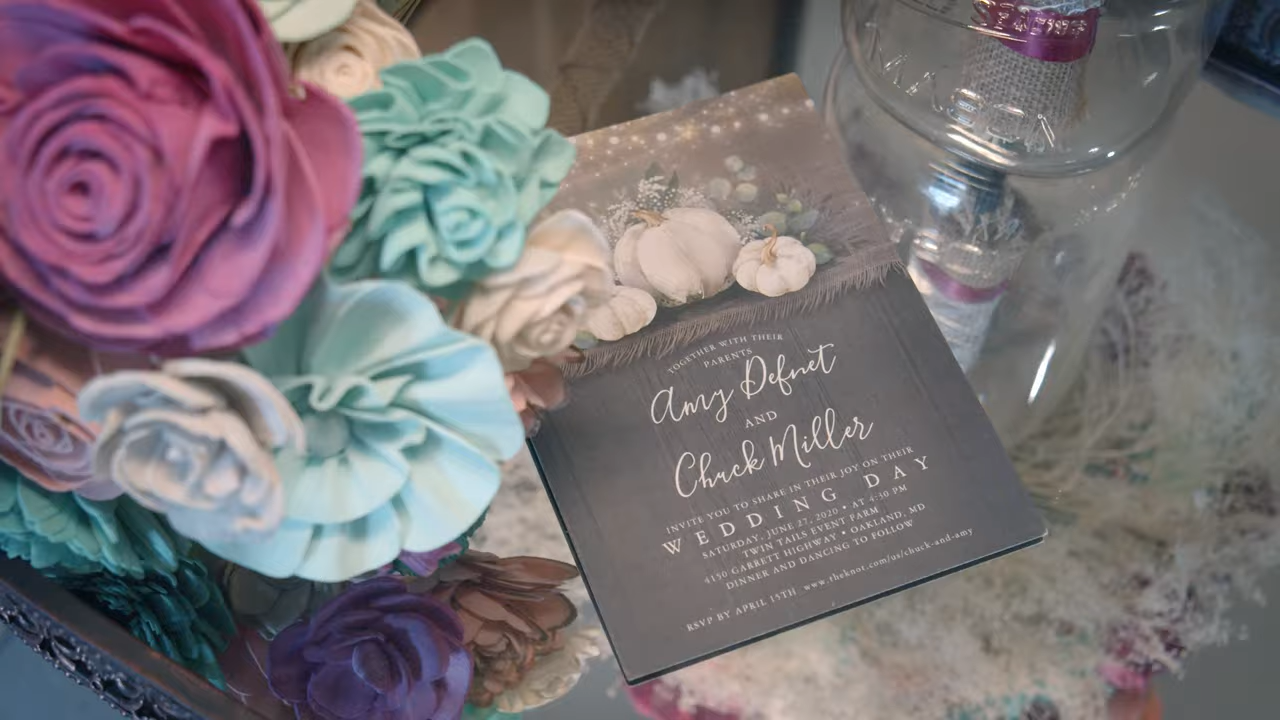 TOGETHER WITH THEIR
PARENTS
Amy Defnet
AND
Chuck Miller
INVITE YOU TO SHARE IN THEIR JOY ON THEIR
WEDDING DAY
SATURDAY, JUNE 27, 2020 • AT 4:30 PM
TWIN TAILS EVENT FARM
4150 GARRETT HIGHWAY • OAKLAND, MD
DINNER AND DANCING TO FOLLOW
RSVP BY APRIL 15TH www.theknot.com/us/chuck-and-amy